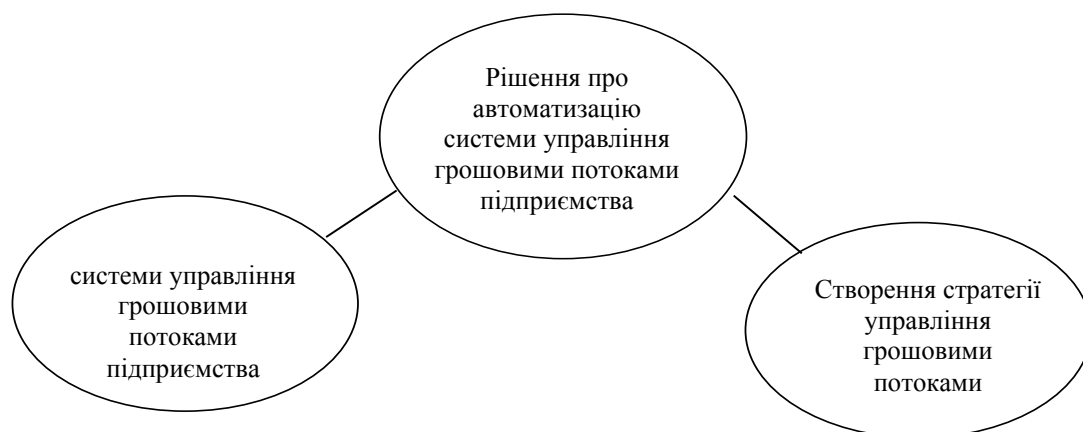 Рішення про
автоматизацію
системи управління
грошовими потоками
підприємства
системи управління
грошовими
потоками
підприємства
Створення стратегії
управління
грошовими
потоками